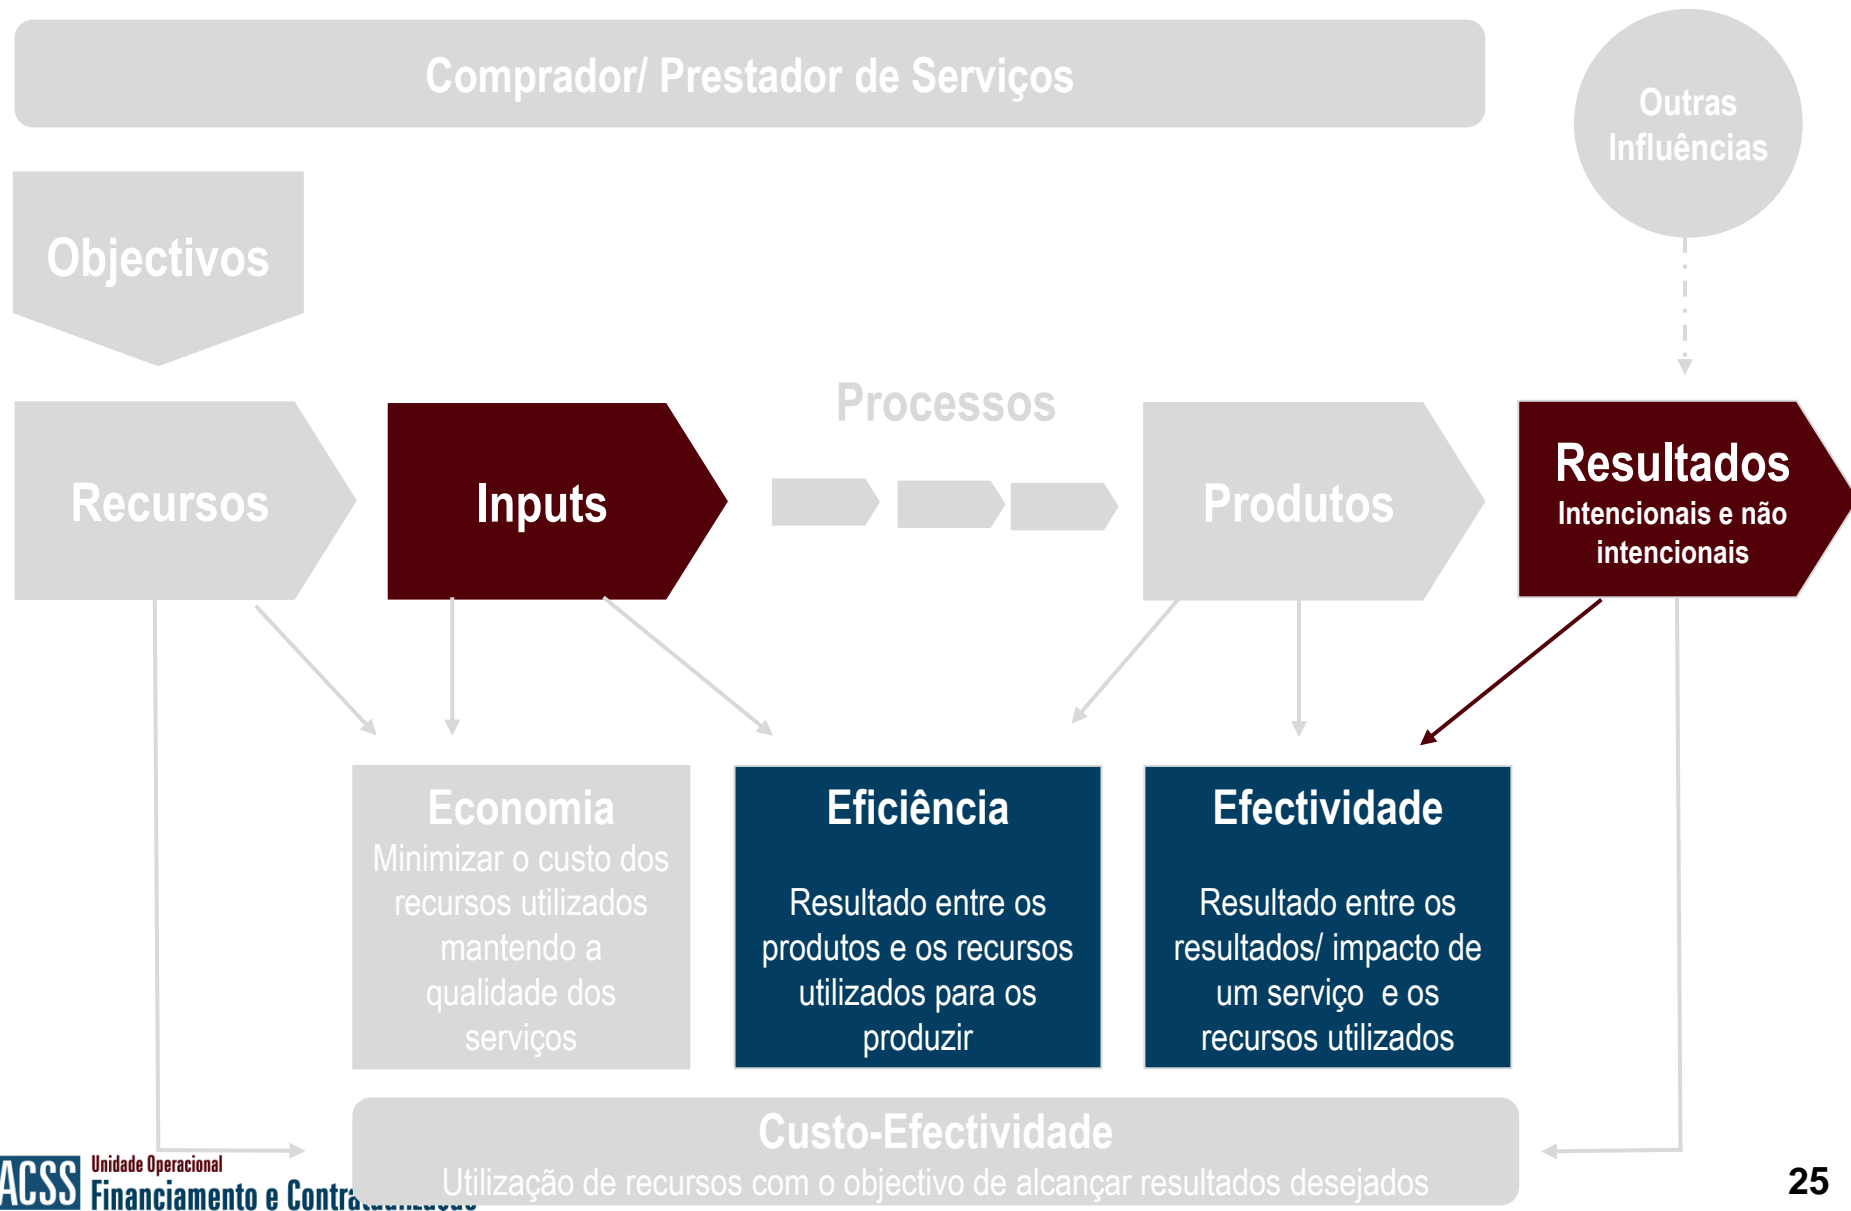 Comprador/ Prestador de Serviços
Outras
Influências
Objectivos
Processos
Recursos
Inputs
Produtos
Resultados
Intencionais e não
intencionais
Economia
Minimizar o custo dos
recursos utilizados
mantendo a
qualidade dos
serviços
Eficiência
Resultado entre os
produtos e os recursos
utilizados para os
produzir
Efectividade
Resultado entre os
resultados/ impacto de
um serviço e os
recursos utilizados
Custo-Efectividade
Utilização de recursos com o objectivo de alcançar resultados desejados
ACSS
Unidade Operacional
Financiamento e Contratualização
25